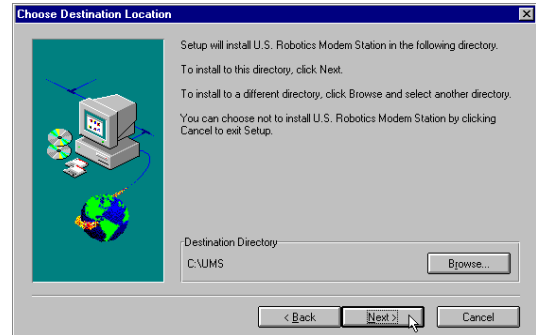 Choose Destination Location
Setup will install U.S. Robotics Modem Station in the following directory.
To install to this directory, click Next.
To install to a different directory, click Browse and select another directory.
You can choose not to install U.S. Robotics Modem Station by clicking
Cancel to exit Setup.
Destination Directory
C:\UMS
Browse...
< Back
Next >
Cancel